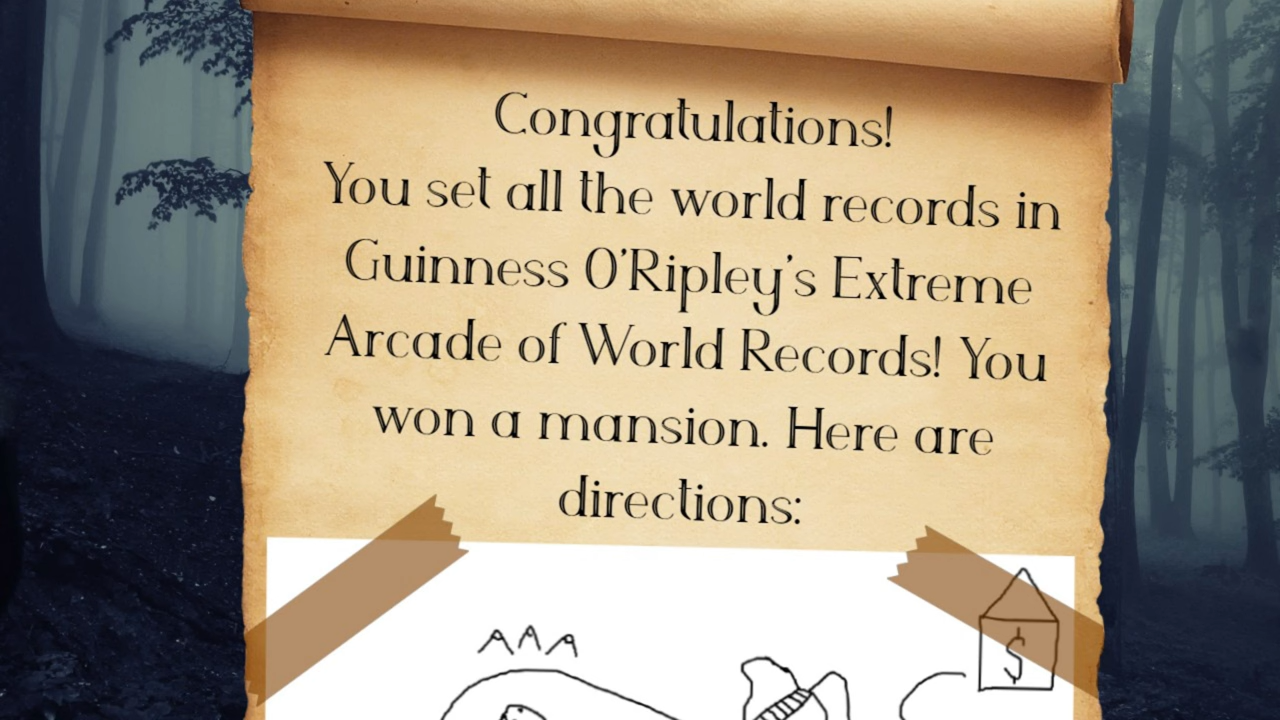 Congratulations!
You set all the world records in
Guinness O'Ripley's Extreme
Arcade of World Records! You
won a mansion. Here are
directions:
$